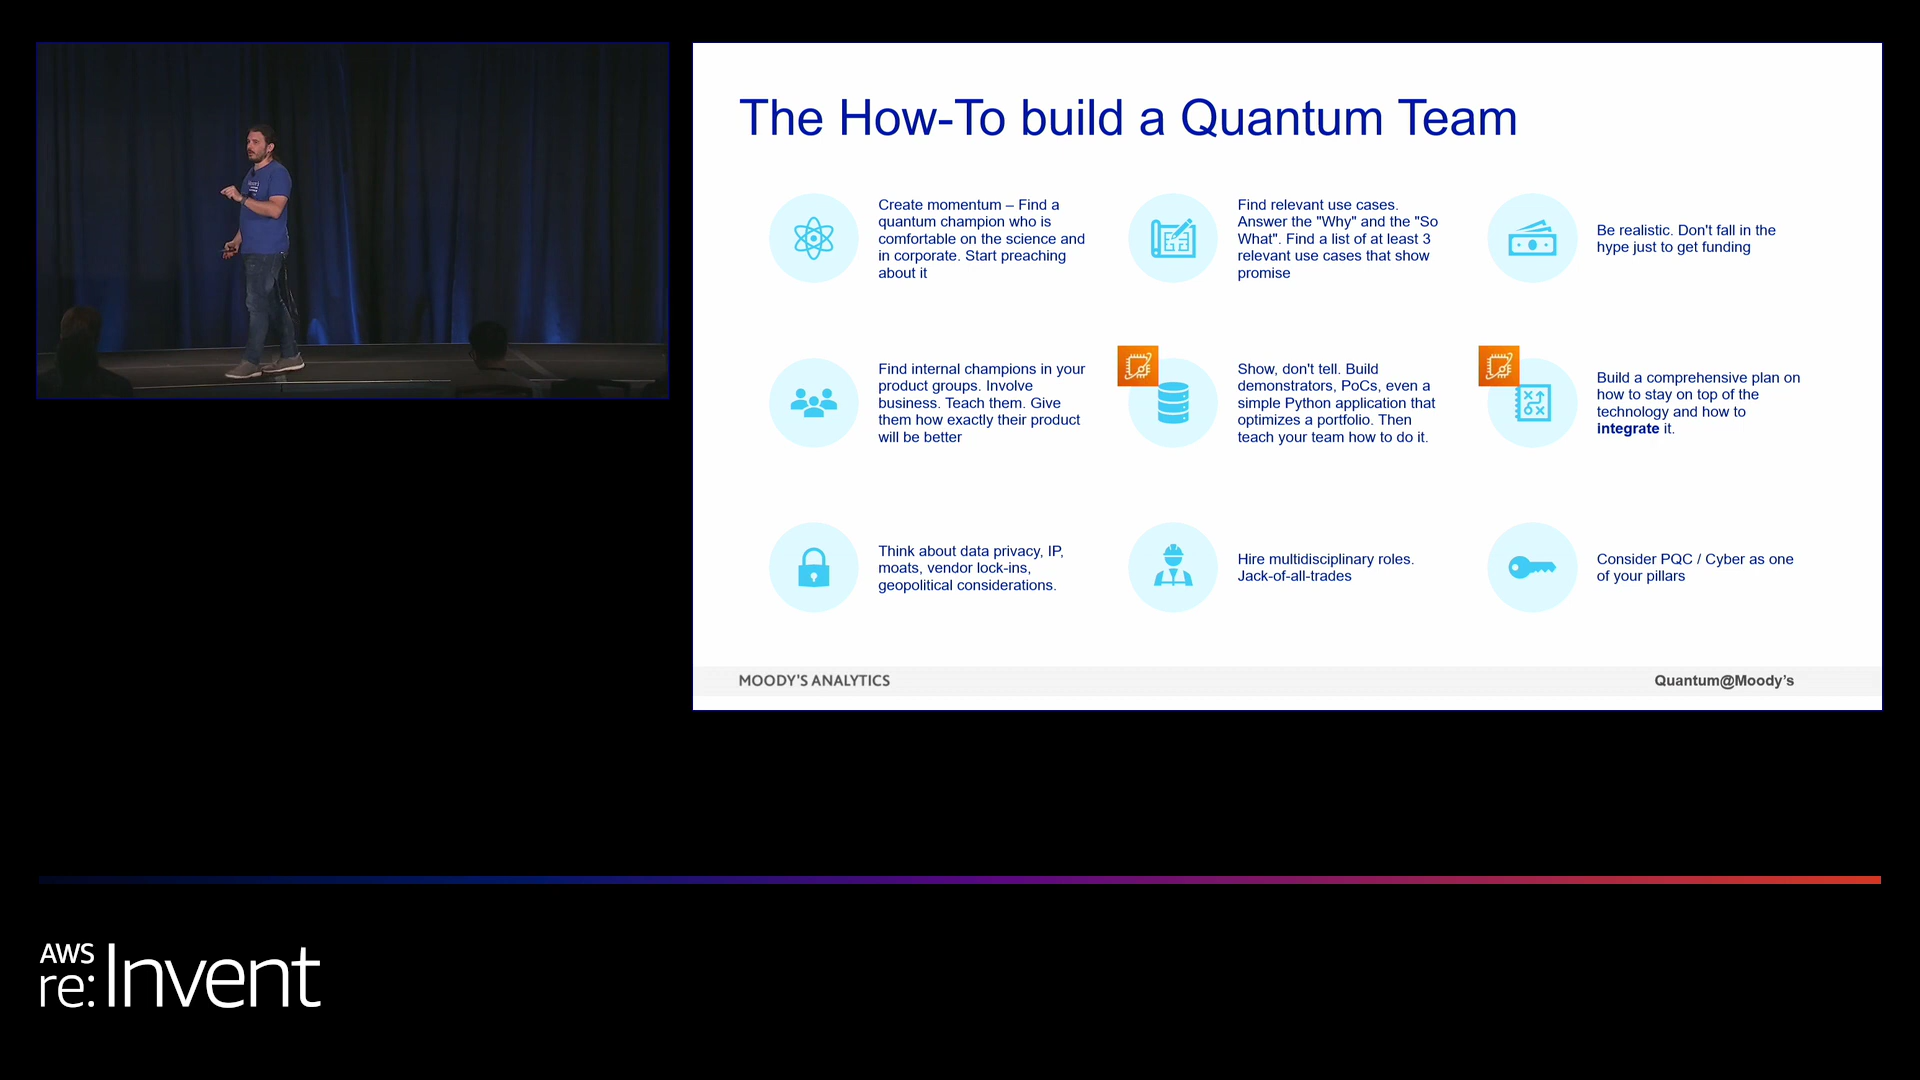 The How-To build a Quantum Team
Create momentum – Find a
quantum champion who is
comfortable on the science and
in corporate. Start preaching
about it
Find relevant use cases.
Answer the "Why" and the "So
What". Find a list of at least 3
relevant use cases that show
promise
Be realistic. Don't fall in the
hype just to get funding
Find internal champions in your
product groups. Involve
business. Teach them. Give
them how exactly their product
will be better
Show, don't tell. Build
demonstrators, PoCs, even a
simple Python application that
optimizes a portfolio. Then
teach your team how to do it.
Build a comprehensive plan on
how to stay on top of the
technology and how to
integrate it.
Think about data privacy, IP,
moats, vendor lock-ins,
geopolitical considerations.
Hire multidisciplinary roles.
Jack-of-all-trades
Consider PQC / Cyber as one
of your pillars
MOODY'S ANALYTICS
Quantum@Moody’s
AWS
re:Invent